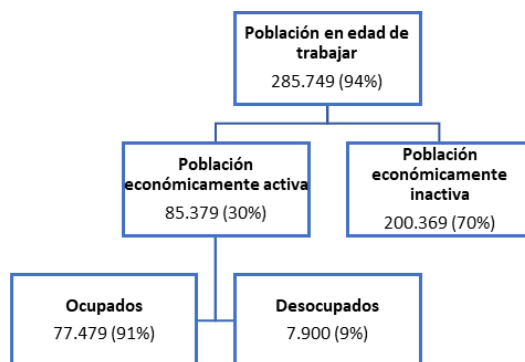 Población en edad de
trabajar
285.749 (94%)
Población
económicamente activa
85.379 (30%)
Población
económicamente
inactiva
200.369 (70%)
Ocupados
77.479 (91%)
Desocupados
7.900 (9%)